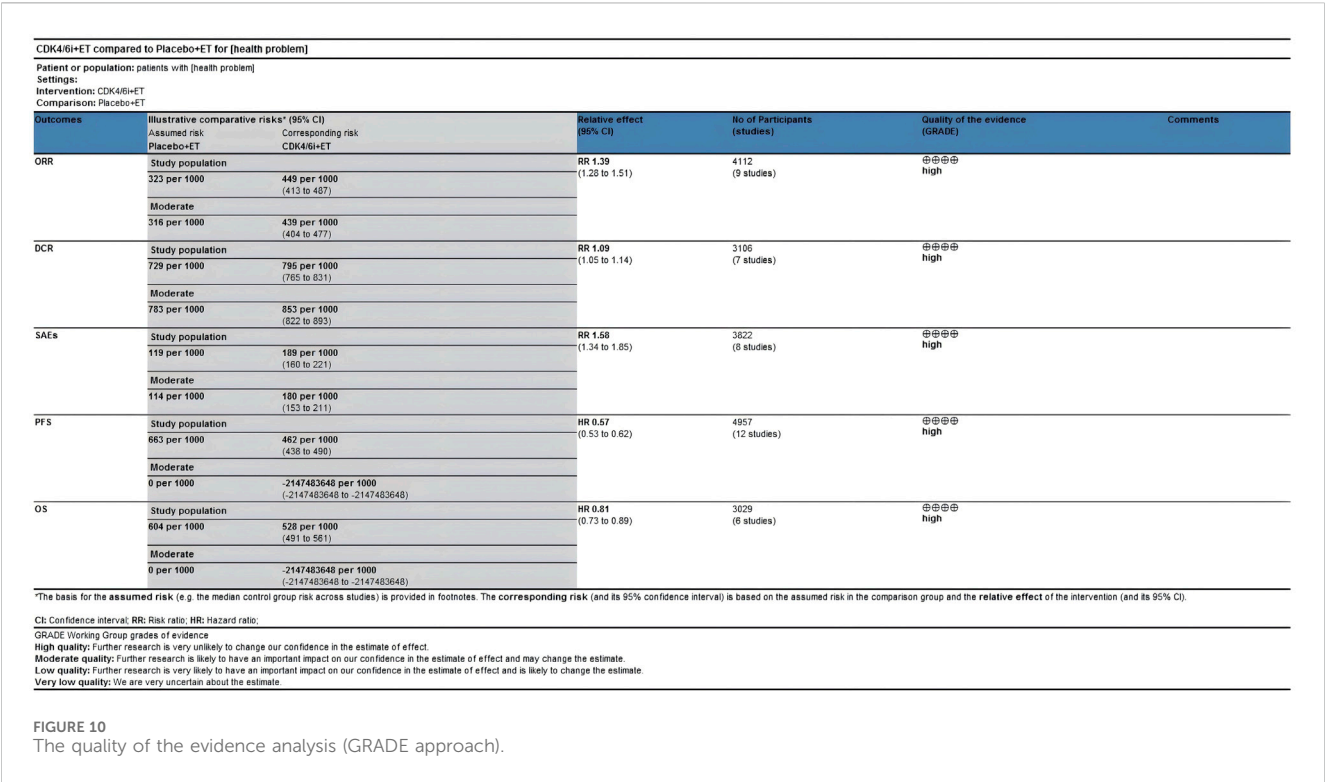 CDK4/6i+ET compared to Placebo+ET for [health problem]
Patient or population: patients with [health problem]
Settings:
Intervention: CDK4/6i+ET
Comparison: Placebo+ET
Outcomes Illustrative comparative risks* (95% CI) Relative effect No of Participants Quality of the evidence Comments
Assumed risk Corresponding risk (95% CI) (studies) (GRADE)
Placebo+ET CDK4/6i+ET
ORR Study population RR 1.39 4112 ⊕⊕⊕⊕
323 per 1000 449 per 1000 (1.28 to 1.51) (9 studies) high
(413 to 487)
Moderate
316 per 1000 439 per 1000
(404 to 477)
DCR Study population RR 1.09 3106 ⊕⊕⊕⊕
729 per 1000 795 per 1000 (1.05 to 1.14) (7 studies) high
(765 to 831)
Moderate
783 per 1000 853 per 1000
(822 to 893)
SAEs Study population RR 1.58 3822 ⊕⊕⊕⊕
119 per 1000 189 per 1000 (1.34 to 1.85) (8 studies) high
(160 to 221)
Moderate
114 per 1000 180 per 1000
(153 to 211)
PFS Study population HR 0.57 4957 ⊕⊕⊕⊕
663 per 1000 462 per 1000 (0.53 to 0.62) (12 studies) high
(438 to 490)
Moderate
0 per 1000 -2147483648 per 1000
(-2147483648 to -2147483648)
OS Study population HR 0.81 3029 ⊕⊕⊕⊕
604 per 1000 528 per 1000 (0.73 to 0.89) (6 studies) high
(491 to 561)
Moderate
0 per 1000 -2147483648 per 1000
(-2147483648 to -2147483648)
*The basis for the assumed risk (e.g. the median control group risk across studies) is provided in footnotes. The corresponding risk (and its 95% confidence interval) is based on the assumed risk in the comparison group and the relative effect of the intervention (and its 95% CI).
CI: Confidence interval; RR: Risk ratio; HR: Hazard ratio;
GRADE Working Group grades of evidence
High quality: Further research is very unlikely to change our confidence in the estimate of effect.
Moderate quality: Further research is likely to have an important impact on our confidence in the estimate of effect and may change the estimate.
Low quality: Further research is very likely to have an important impact on our confidence in the estimate of effect and is likely to change the estimate.
Very low quality: We are very uncertain about the estimate.
FIGURE 10
The quality of the evidence analysis (GRADE approach).